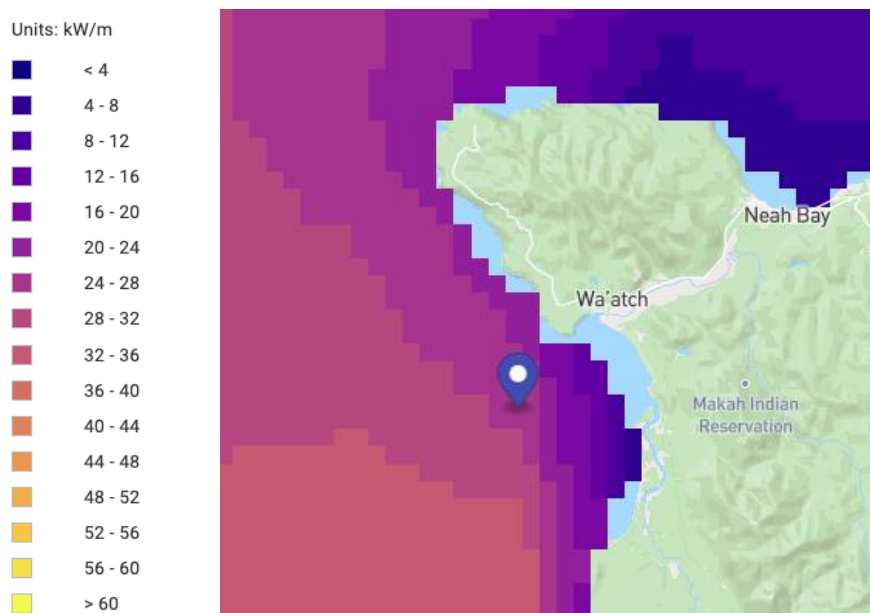 Units: kW/m
< 4
4 - 8
8 - 12
12 - 16
16 - 20
20 - 24
24 - 28
28 - 32
32 - 36
36 - 40
40 - 44
44 - 48
48 - 52
52 - 56
56 - 60
> 60
Neah Bay
Wa'atch
Makah Indian
Reservation